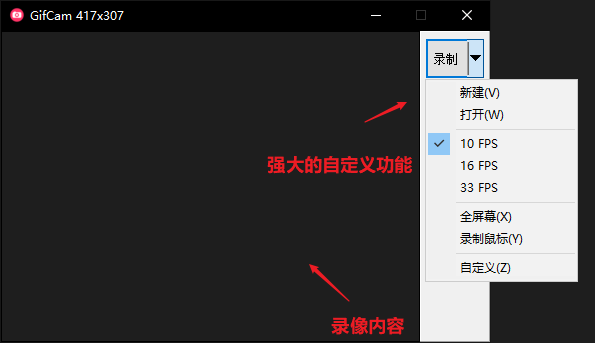 GifCam 417x307
录制
新建(V)
打开(W)
10 FPS
16 FPS
33 FPS
全屏幕(X)
录制鼠标(Y)
自定义(Z)
强大的自定义功能
录像内容